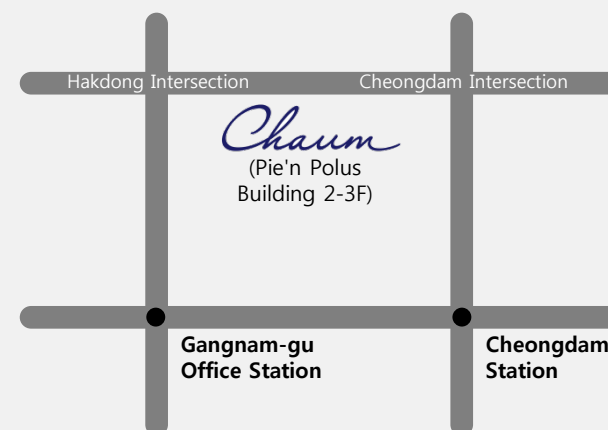 Hakdong Intersection
Cheongdam Intersection
Chaum
(Pie'n Polus
Building 2-3F)
Gangnam-gu
Office Station
Cheongdam
Station